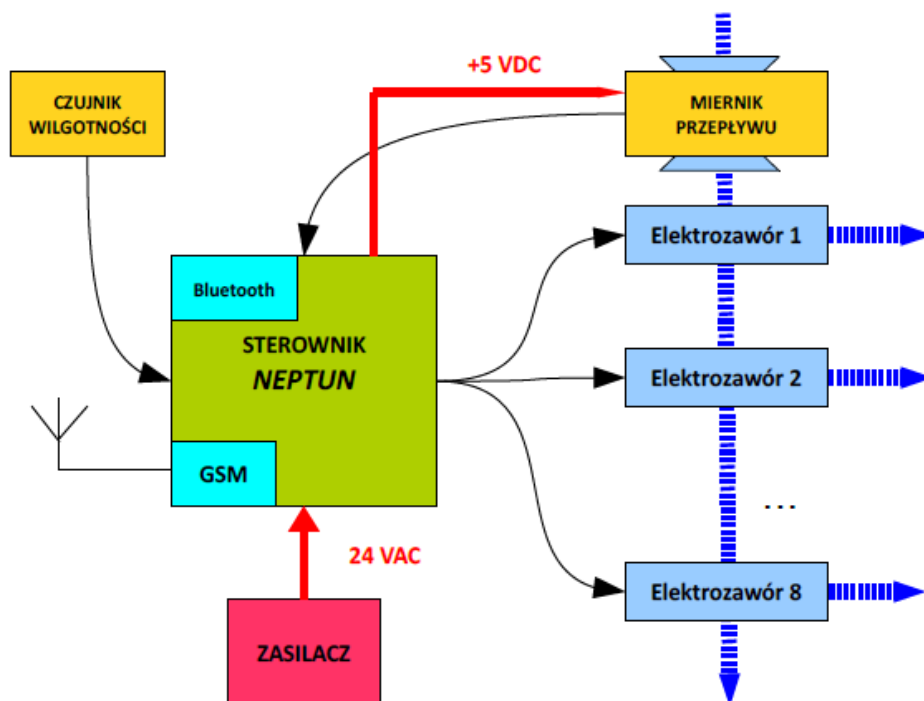 +5 VDC
CZUJNIK
WILGOTNOŚCI
MIERNIK
PRZEPŁYWU
Elektrozawór 1
Bluetooth
STEROWNIK
NEPTUN
Elektrozawór 2
GSM
...
24 VAC
Elektrozawór 8
ZASILACZ